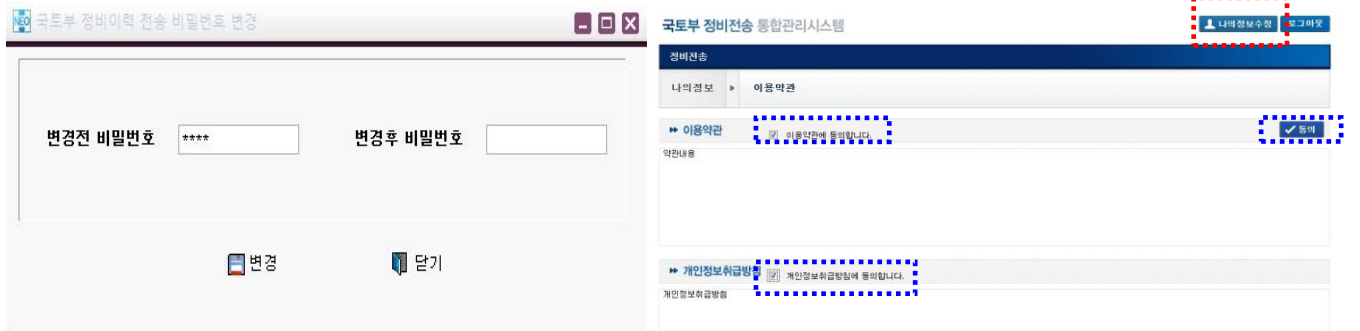 NEO 국토부 정비이력 전송 비밀번호 변경
변경전 비밀번호 **** 변경후 비밀번호
변경 닫기
국토부 정비전송 통합관리시스템 나의정보수정 로그아웃
정비전송
나의정보 이용약관
이용약관 이용약관에 동의합니다. 동의
약관내용
개인정보취급방침 개인정보취급방침에 동의합니다.
개인정보취급방침